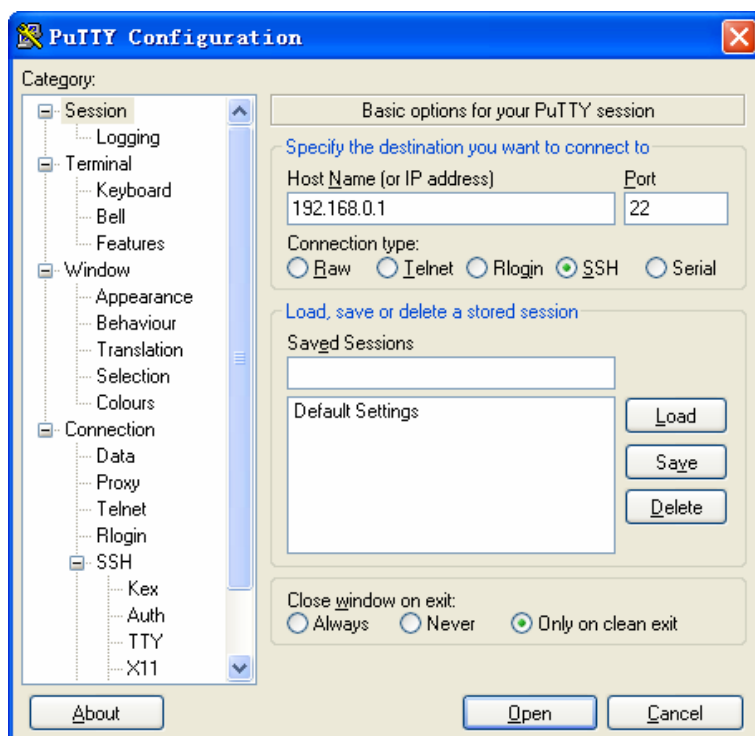 PuTTY Configuration
Category:
Session
Logging
Terminal
Keyboard
Bell
Features
Window
Appearance
Behaviour
Translation
Selection
Colours
Connection
Data
Proxy
Telnet
Rlogin
SSH
Kex
Auth
TTY
X11
Basic options for your PuTTY session
Specify the destination you want to connect to
Host Name (or IP address) Port
192.168.0.1 22
Connection type:
Raw Telnet Rlogin SSH Serial
Load, save or delete a stored session
Saved Sessions
Default Settings
Load
Save
Delete
Close window on exit:
Always Never Only on clean exit
About Open Cancel